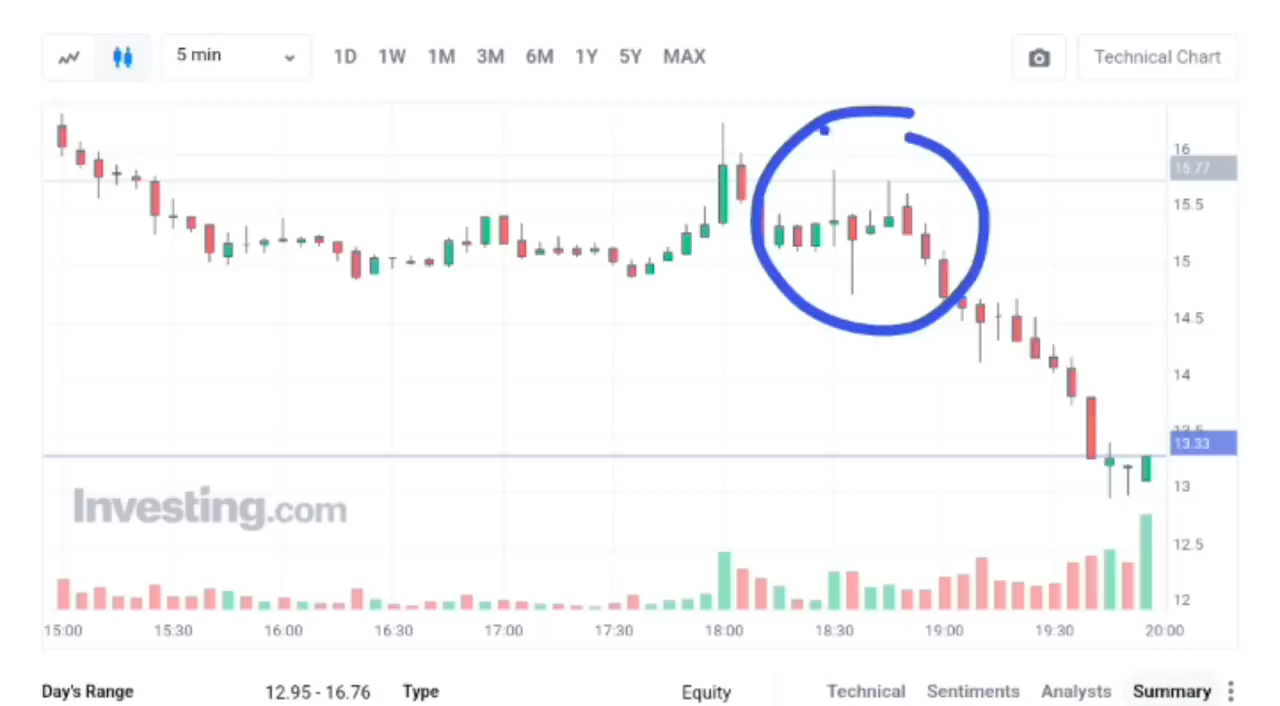 5 min 1D 1W 1M 3M 6M 1Y 5Y MAX Technical Chart
16
15.77
15.5
15
14.5
14
13.5
13.33
13
Investing.com
12.5
12
15:00 15:30 16:00 16:30 17:00 17:30 18:00 18:30 19:00 19:30 20:00
Day's Range 12.95 - 16.76 Type Equity Technical Sentiments Analysts Summary